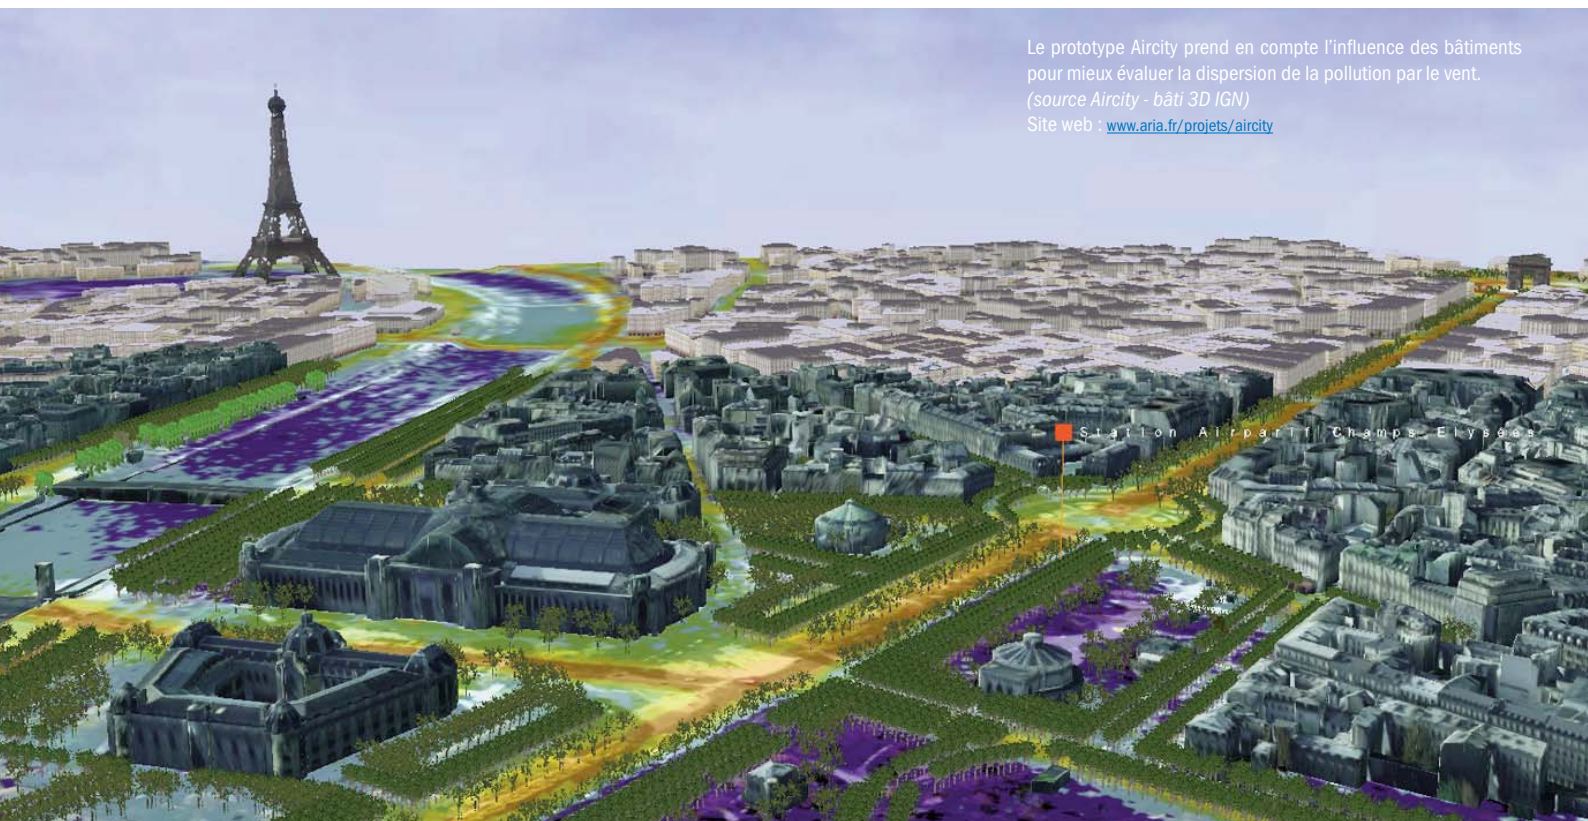 Le prototype Aircity prend en compte l'influence des bâtiments
pour mieux évaluer la dispersion de la pollution par le vent.
(source Aircity - bâti 3D IGN)
Site web : www.aria.fr/projets/aircity
Station Airparif Champs Elysées